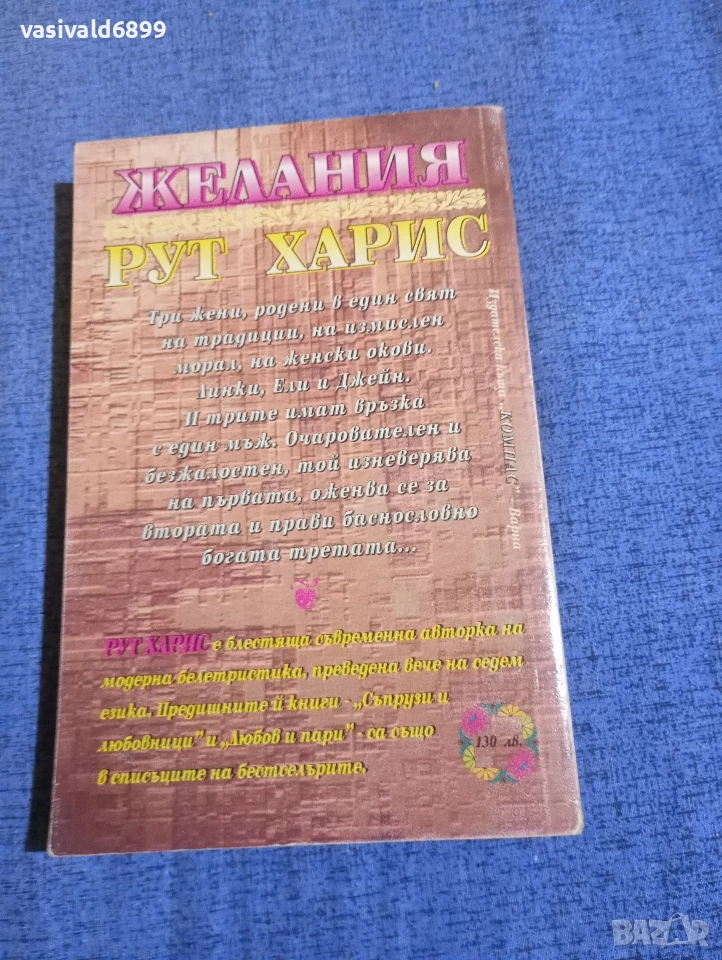 vasivald6899
ЖЕЛАНИЯ
РУТ ХАРИС
Три жени, родени в един свят
на традиции, на измислен
морал, на женски окови.
Линки, Ели и Джейн.
И трите имат връзка
с един мъж. Очарователен и
безжалостен, той изневерява
на първата, оженва се за
втората и прави баснословно
богата третата...
РУТ ХАРИС е блестяща съвременна авторка на
модерна белетристика, преведена вече на седем
езика. Предишните ѝ книги - „Съпрузи и
любовници" и „Любов и пари" - са също
в списъците на бестселърите.
130 лв.
Издателска къща „КОМПАС" Варна
BAZAR